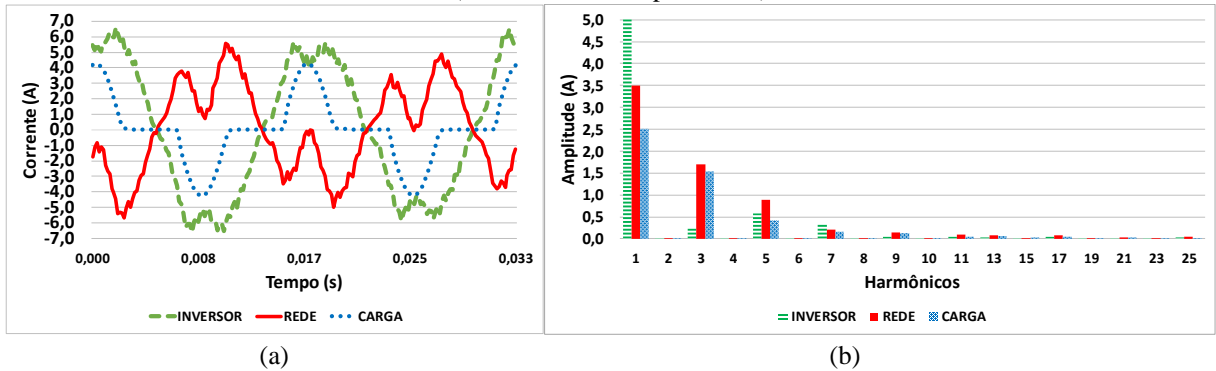 7,0
6,0
5,0
4,0
3,0
2,0
1,0
0,0
-1,0
-2,0
-3,0
-4,0
-5,0
-6,0
-7,0
Corrente (A)
0,000 0,008 0,017 0,025 0,033
Tempo (s)
INVERSOR REDE CARGA
(a)
5,0
4,5
4,0
3,5
3,0
2,5
2,0
1,5
1,0
0,5
0,0
Amplitude (A)
1 2 3 4 5 6 7 8 9 10 11 13 15 17 19 21 23 25
Harmônicos
INVERSOR REDE CARGA
(b)